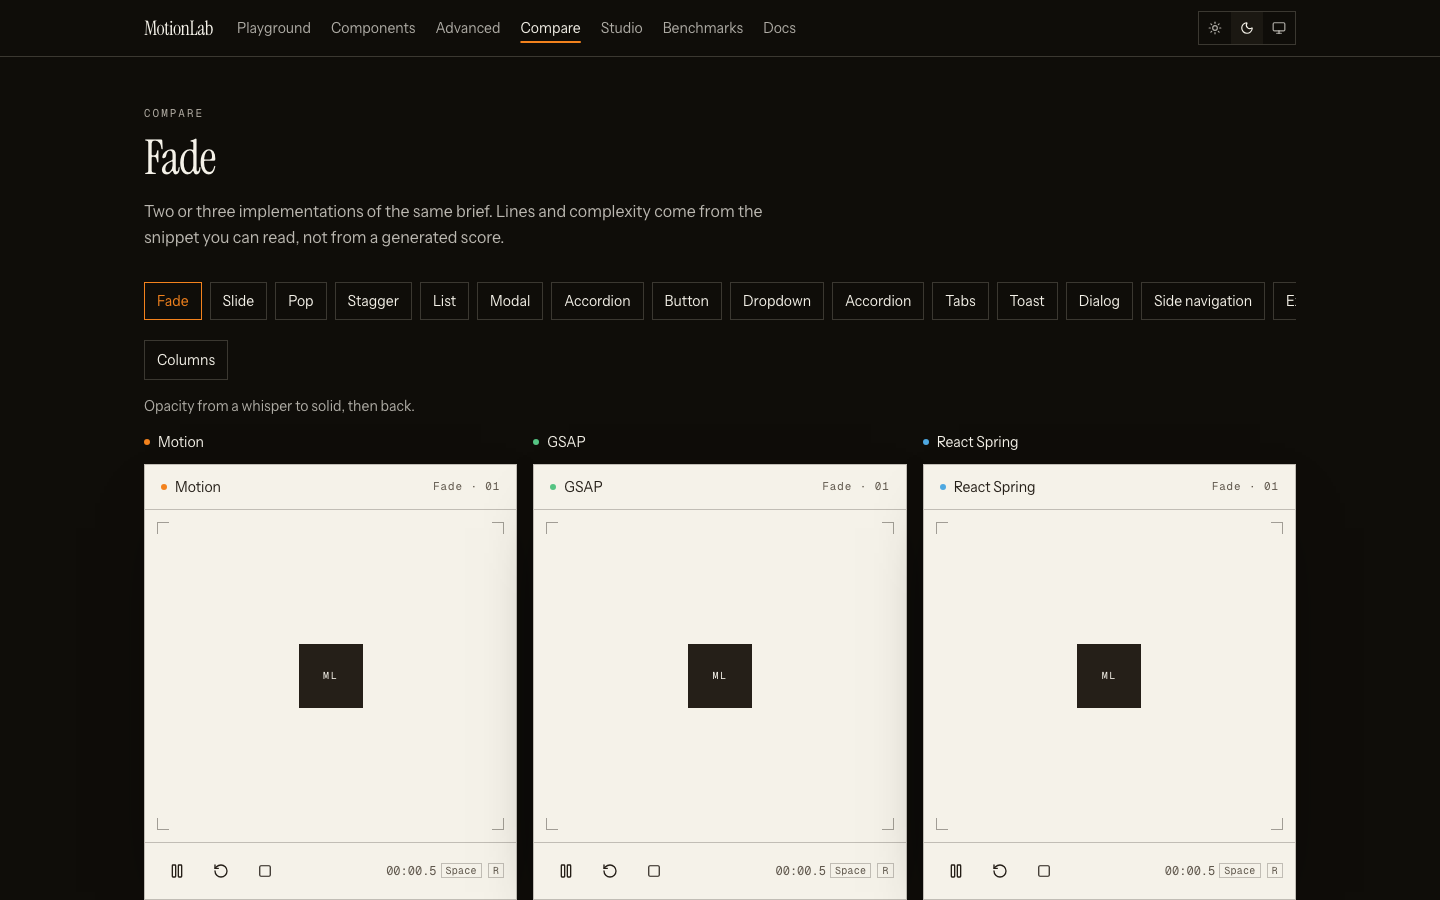 MotionLab Playground Components Advanced Compare Studio Benchmarks Docs
COMPARE
Fade
Two or three implementations of the same brief. Lines and complexity come from the
snippet you can read, not from a generated score.
Fade Slide Pop Stagger List Modal Accordion Button Dropdown Accordion Tabs Toast Dialog Side navigation
Columns
Opacity from a whisper to solid, then back.
Motion GSAP React Spring
Motion Fade · 01 GSAP Fade · 01 React Spring Fade · 01
ML ML ML
00:00.5 Space R 00:00.5 Space R 00:00.5 Space R